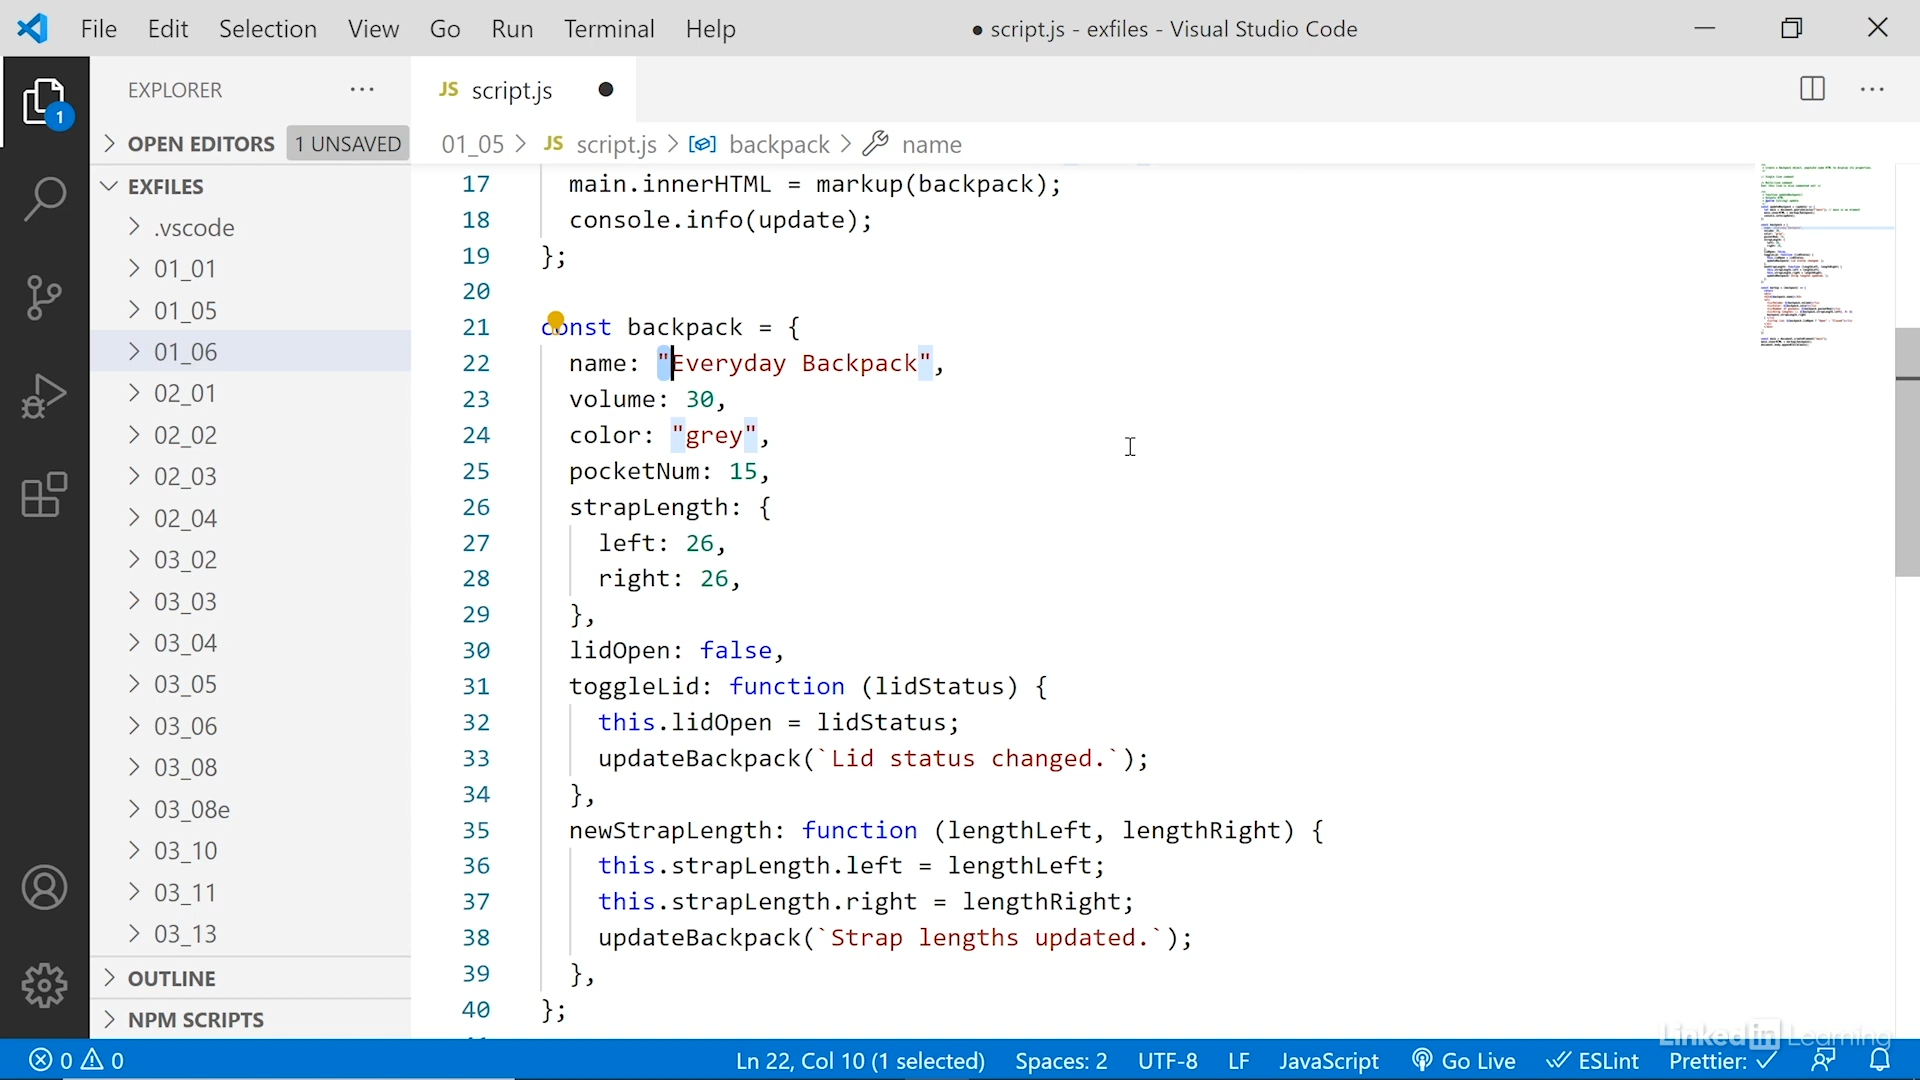 File Edit Selection View Go Run Terminal Help
● script.js - exfiles - Visual Studio Code
EXPLORER ···
JS script.js ●
OPEN EDITORS 1 UNSAVED
01_05 > JS script.js > backpack > name
EXFILES
.vscode
01_01
01_05
01_06
02_01
02_02
02_03
02_04
03_02
03_03
03_04
03_05
03_06
03_08
03_08e
03_10
03_11
03_13
OUTLINE
NPM SCRIPTS
1
17 main.innerHTML = markup(backpack);
18 console.info(update);
19 };
20
21 const backpack = {
22 name: "Everyday Backpack",
23 volume: 30,
24 color: "grey",
25 pocketNum: 15,
26 strapLength: {
27 left: 26,
28 right: 26,
29 },
30 lidOpen: false,
31 toggleLid: function (lidStatus) {
32 this.lidOpen = lidStatus;
33 updateBackpack(`Lid status changed.`);
34 },
35 newStrapLength: function (lengthLeft, lengthRight) {
36 this.strapLength.left = lengthLeft;
37 this.strapLength.right = lengthRight;
38 updateBackpack(`Strap lengths updated.`);
39 },
40 };
LinkedIn Learning
0 0 Ln 22, Col 10 (1 selected) Spaces: 2 UTF-8 LF JavaScript Go Live ESLint Prettier: ✓